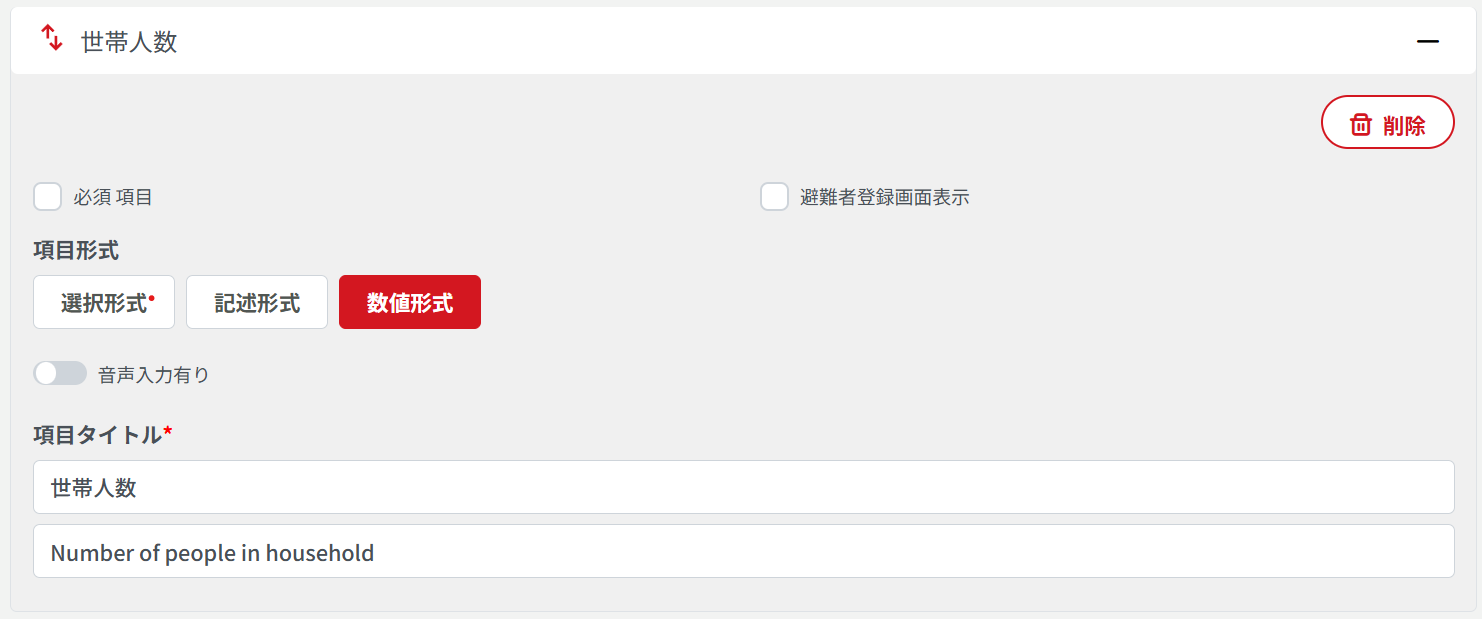 世帯人数
削除
必須 項目
避難者登録画面表示
項目形式
選択形式•
記述形式
数値形式
音声入力有り
項目タイトル*
世帯人数
Number of people in household